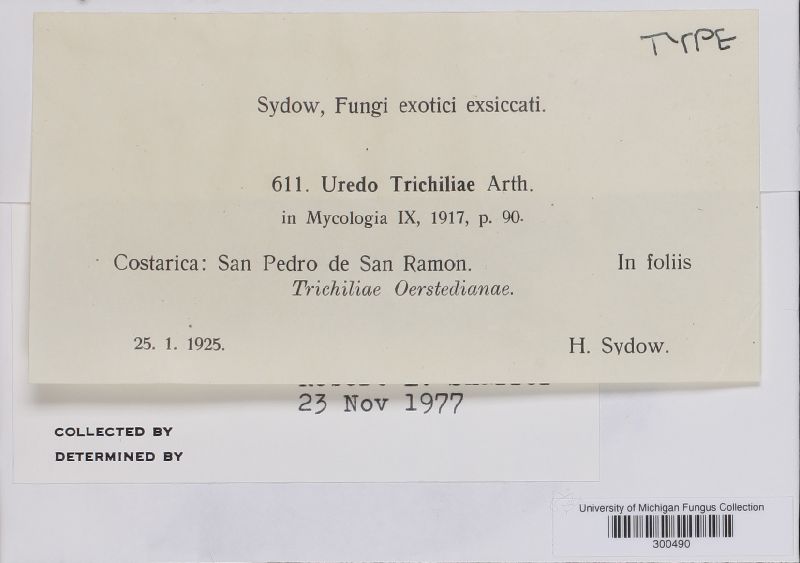 TYPE
Sydow, Fungi exotici exsiccati.
611. Uredo Trichiliae Arth.
in Mycologia IX, 1917, p. 90.
Costarica: San Pedro de San Ramon. In foliis
Trichiliae Oerstedianae.
25. 1. 1925. H. Sydow.
23 Nov 1977
COLLECTED BY
DETERMINED BY
University of Michigan Fungus Collection
300490